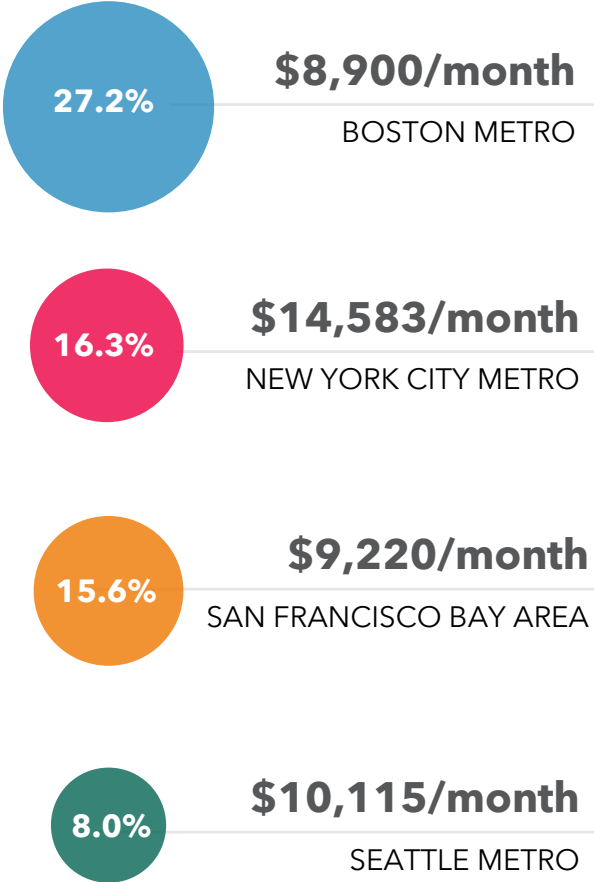 27.2%
$8,900/month
BOSTON METRO
16.3%
$14,583/month
NEW YORK CITY METRO
15.6%
$9,220/month
SAN FRANCISCO BAY AREA
8.0%
$10,115/month
SEATTLE METRO